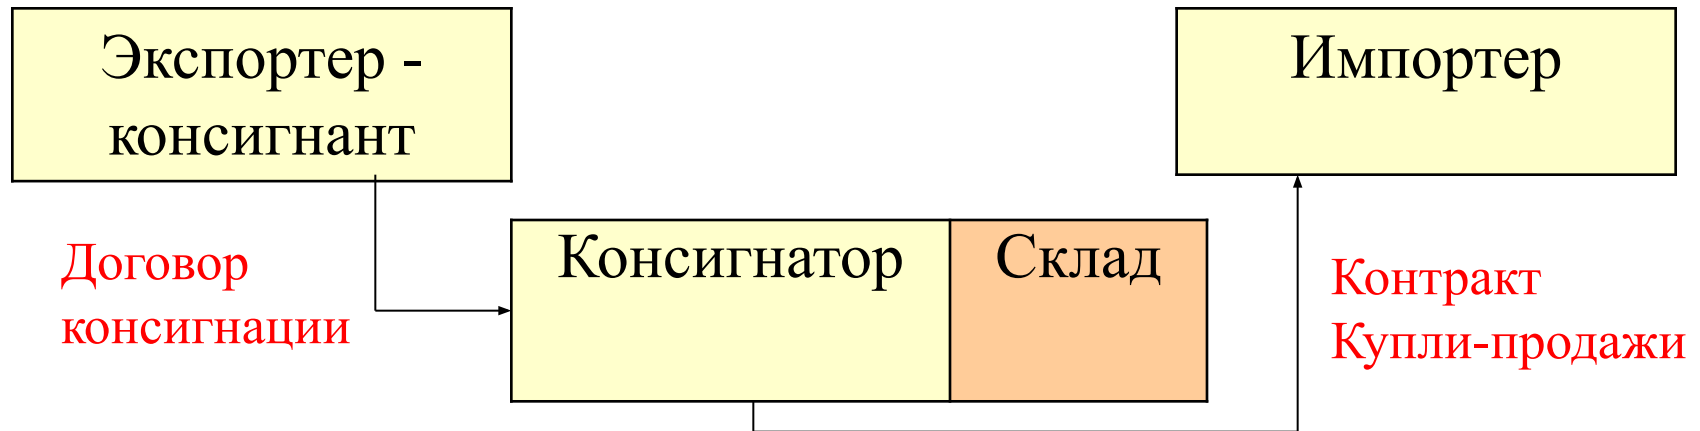 Экспортер -
консигнант
Импортер
Договор
консигнации
Консигнатор
Склад
Контракт
Купли-продажи